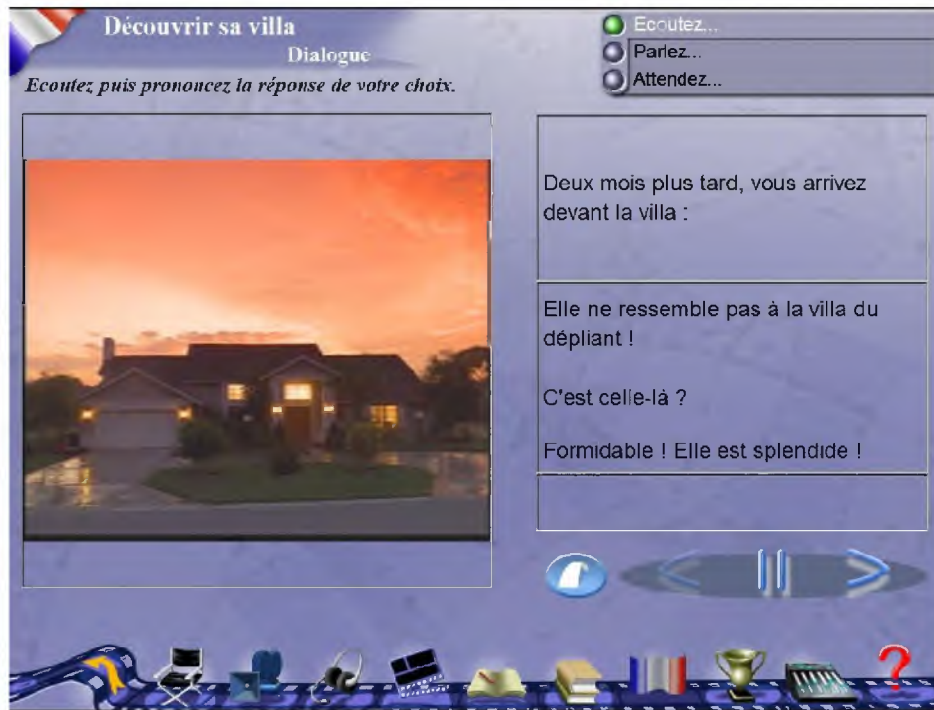 Découvrir sa villa
Dialogue
Ecoutez puis prononcez la réponse de votre choix.
Ecoutez...
Parlez...
Attendez...
Deux mois plus tard, vous arrivez
devant la villa :
Elle ne ressemble pas à la villa du
dépliant !
C'est celle-là ?
Formidable ! Elle est splendide !
?